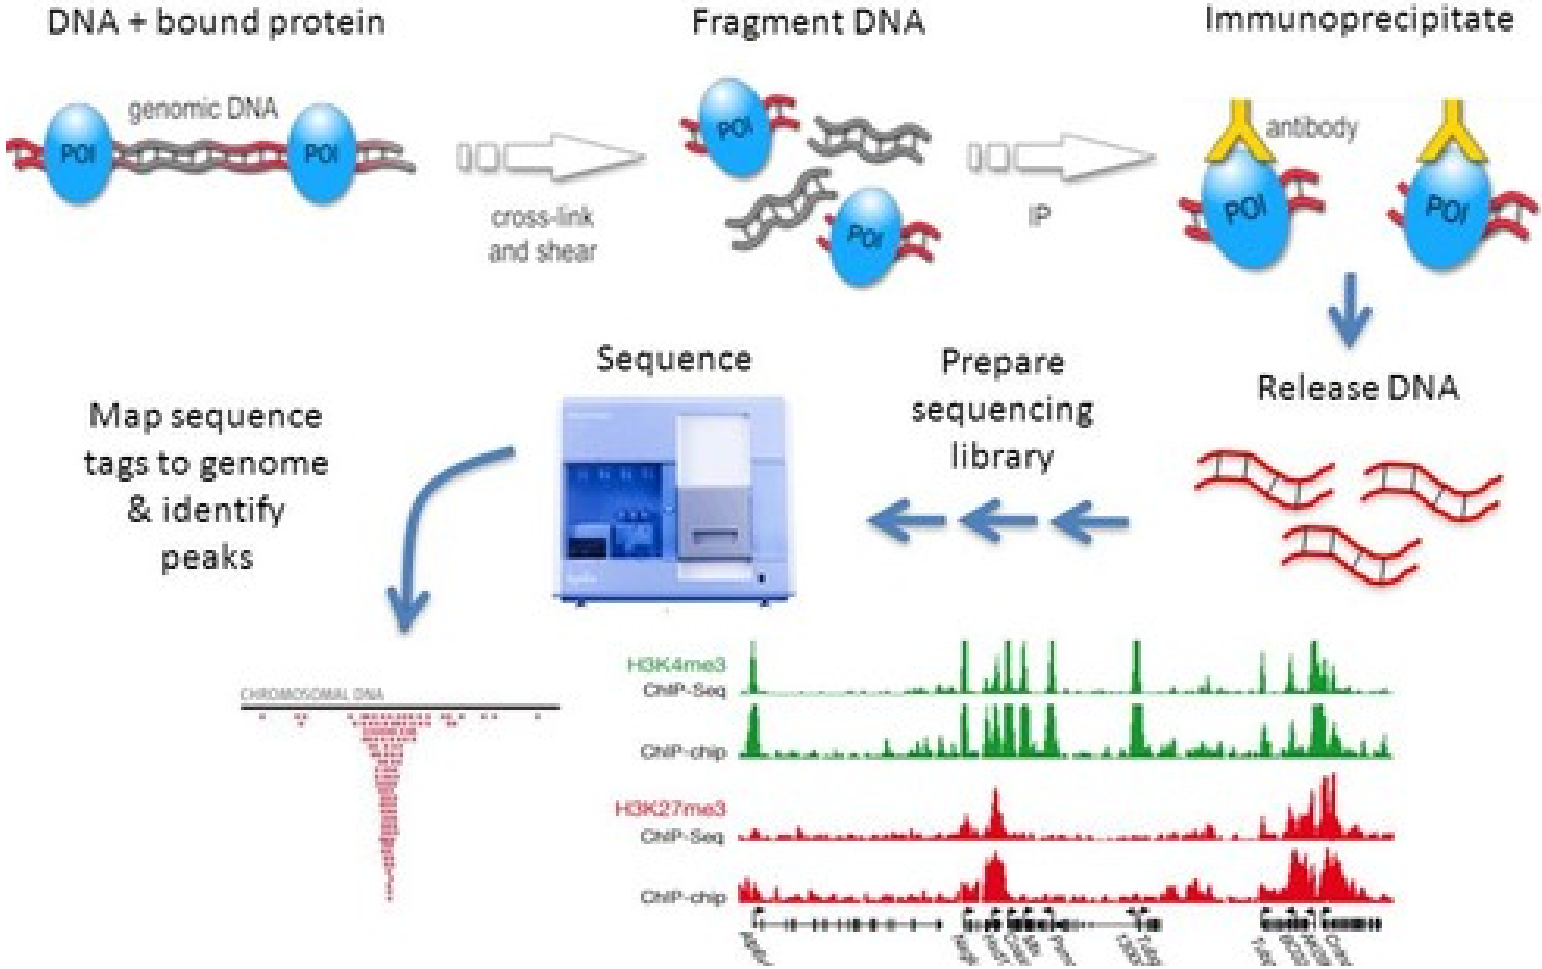 DNA + bound protein
Fragment DNA
Immunoprecipitate
genomic DNA
POI
POI
cross-link
and shear
POI
POI
IP
antibody
POI
POI
Release DNA
Prepare
sequencing
library
Sequence
Map sequence
tags to genome
& identify
peaks
CHROMOSOMAL DNA
H3K4me3
ChIP-Seq
ChIP-chip
H3K27me3
ChIP-Seq
ChIP-chip